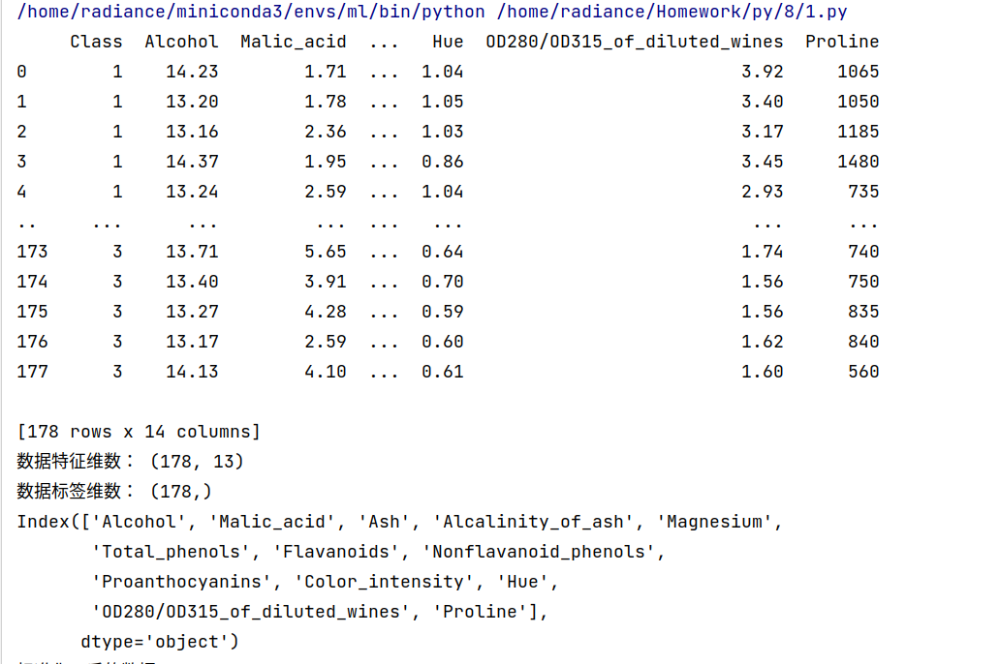 /home/radiance/miniconda3/envs/ml/bin/python /home/radiance/Homework/py/8/1.py
     Class  Alcohol  Malic_acid  ...   Hue  OD280/OD315_of_diluted_wines  Proline
0        1    14.23        1.71  ...  1.04                          3.92     1065
1        1    13.20        1.78  ...  1.05                          3.40     1050
2        1    13.16        2.36  ...  1.03                          3.17     1185
3        1    14.37        1.95  ...  0.86                          3.45     1480
4        1    13.24        2.59  ...  1.04                          2.93      735
..     ...      ...         ...  ...   ...                           ...      ...
173      3    13.71        5.65  ...  0.64                          1.74      740
174      3    13.40        3.91  ...  0.70                          1.56      750
175      3    13.27        4.28  ...  0.59                          1.56      835
176      3    13.17        2.59  ...  0.60                          1.62      840
177      3    14.13        4.10  ...  0.61                          1.60      560
[178 rows x 14 columns]
数据特征维数： (178, 13)
数据标签维数： (178,)
Index(['Alcohol', 'Malic_acid', 'Ash', 'Alcalinity_of_ash', 'Magnesium',
       'Total_phenols', 'Flavanoids', 'Nonflavanoid_phenols',
       'Proanthocyanins', 'Color_intensity', 'Hue',
       'OD280/OD315_of_diluted_wines', 'Proline'],
      dtype='object')